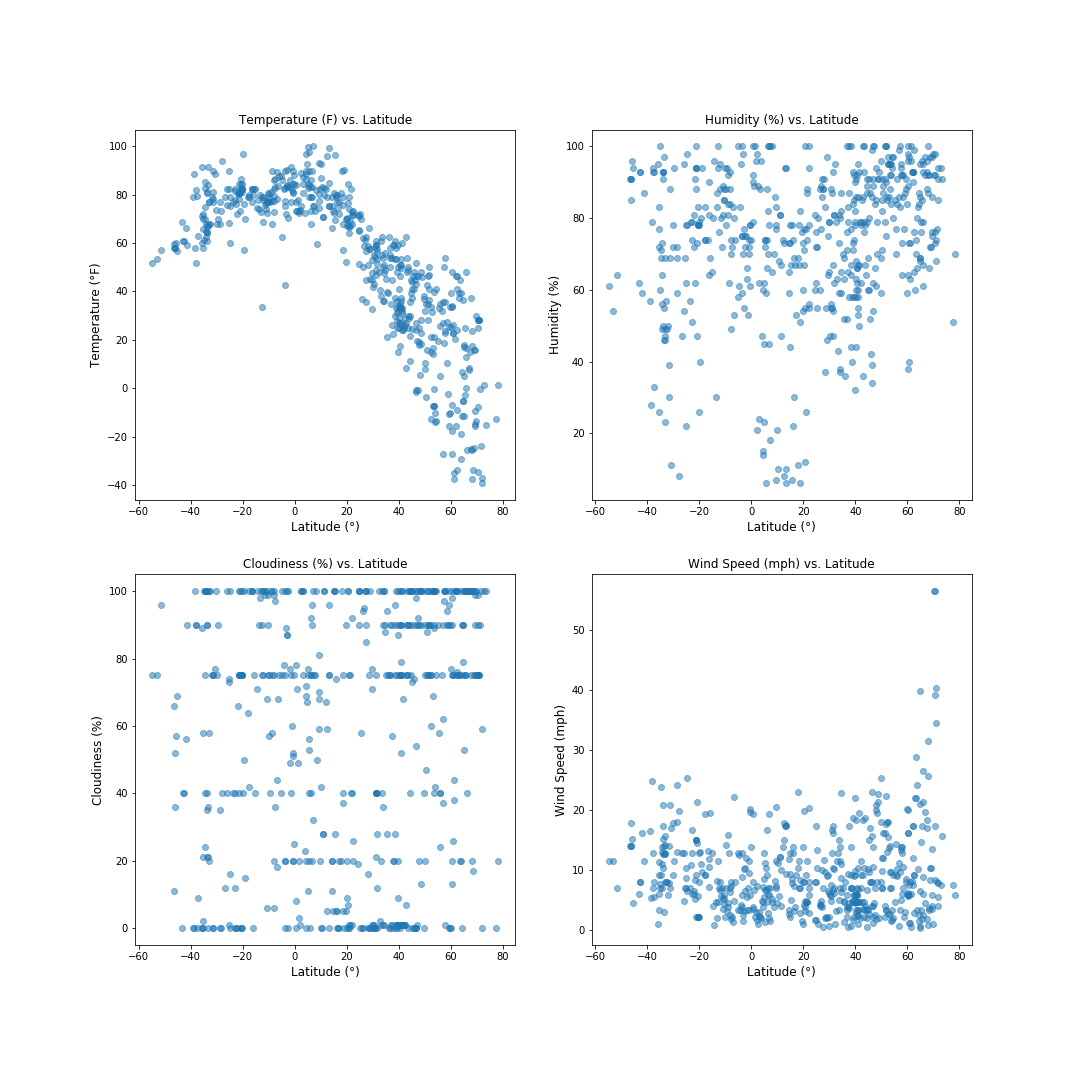 Temperature (F) vs. Latitude
100
80
60
40
20
0
−20
−40
Temperature (°F)
−60 −40 −20 0 20 40 60 80
Latitude (°)
Humidity (%) vs. Latitude
100
80
60
40
20
Humidity (%)
−60 −40 −20 0 20 40 60 80
Latitude (°)
Cloudiness (%) vs. Latitude
100
80
60
40
20
0
Cloudiness (%)
−60 −40 −20 0 20 40 60 80
Latitude (°)
Wind Speed (mph) vs. Latitude
50
40
30
20
10
0
Wind Speed (mph)
−60 −40 −20 0 20 40 60 80
Latitude (°)